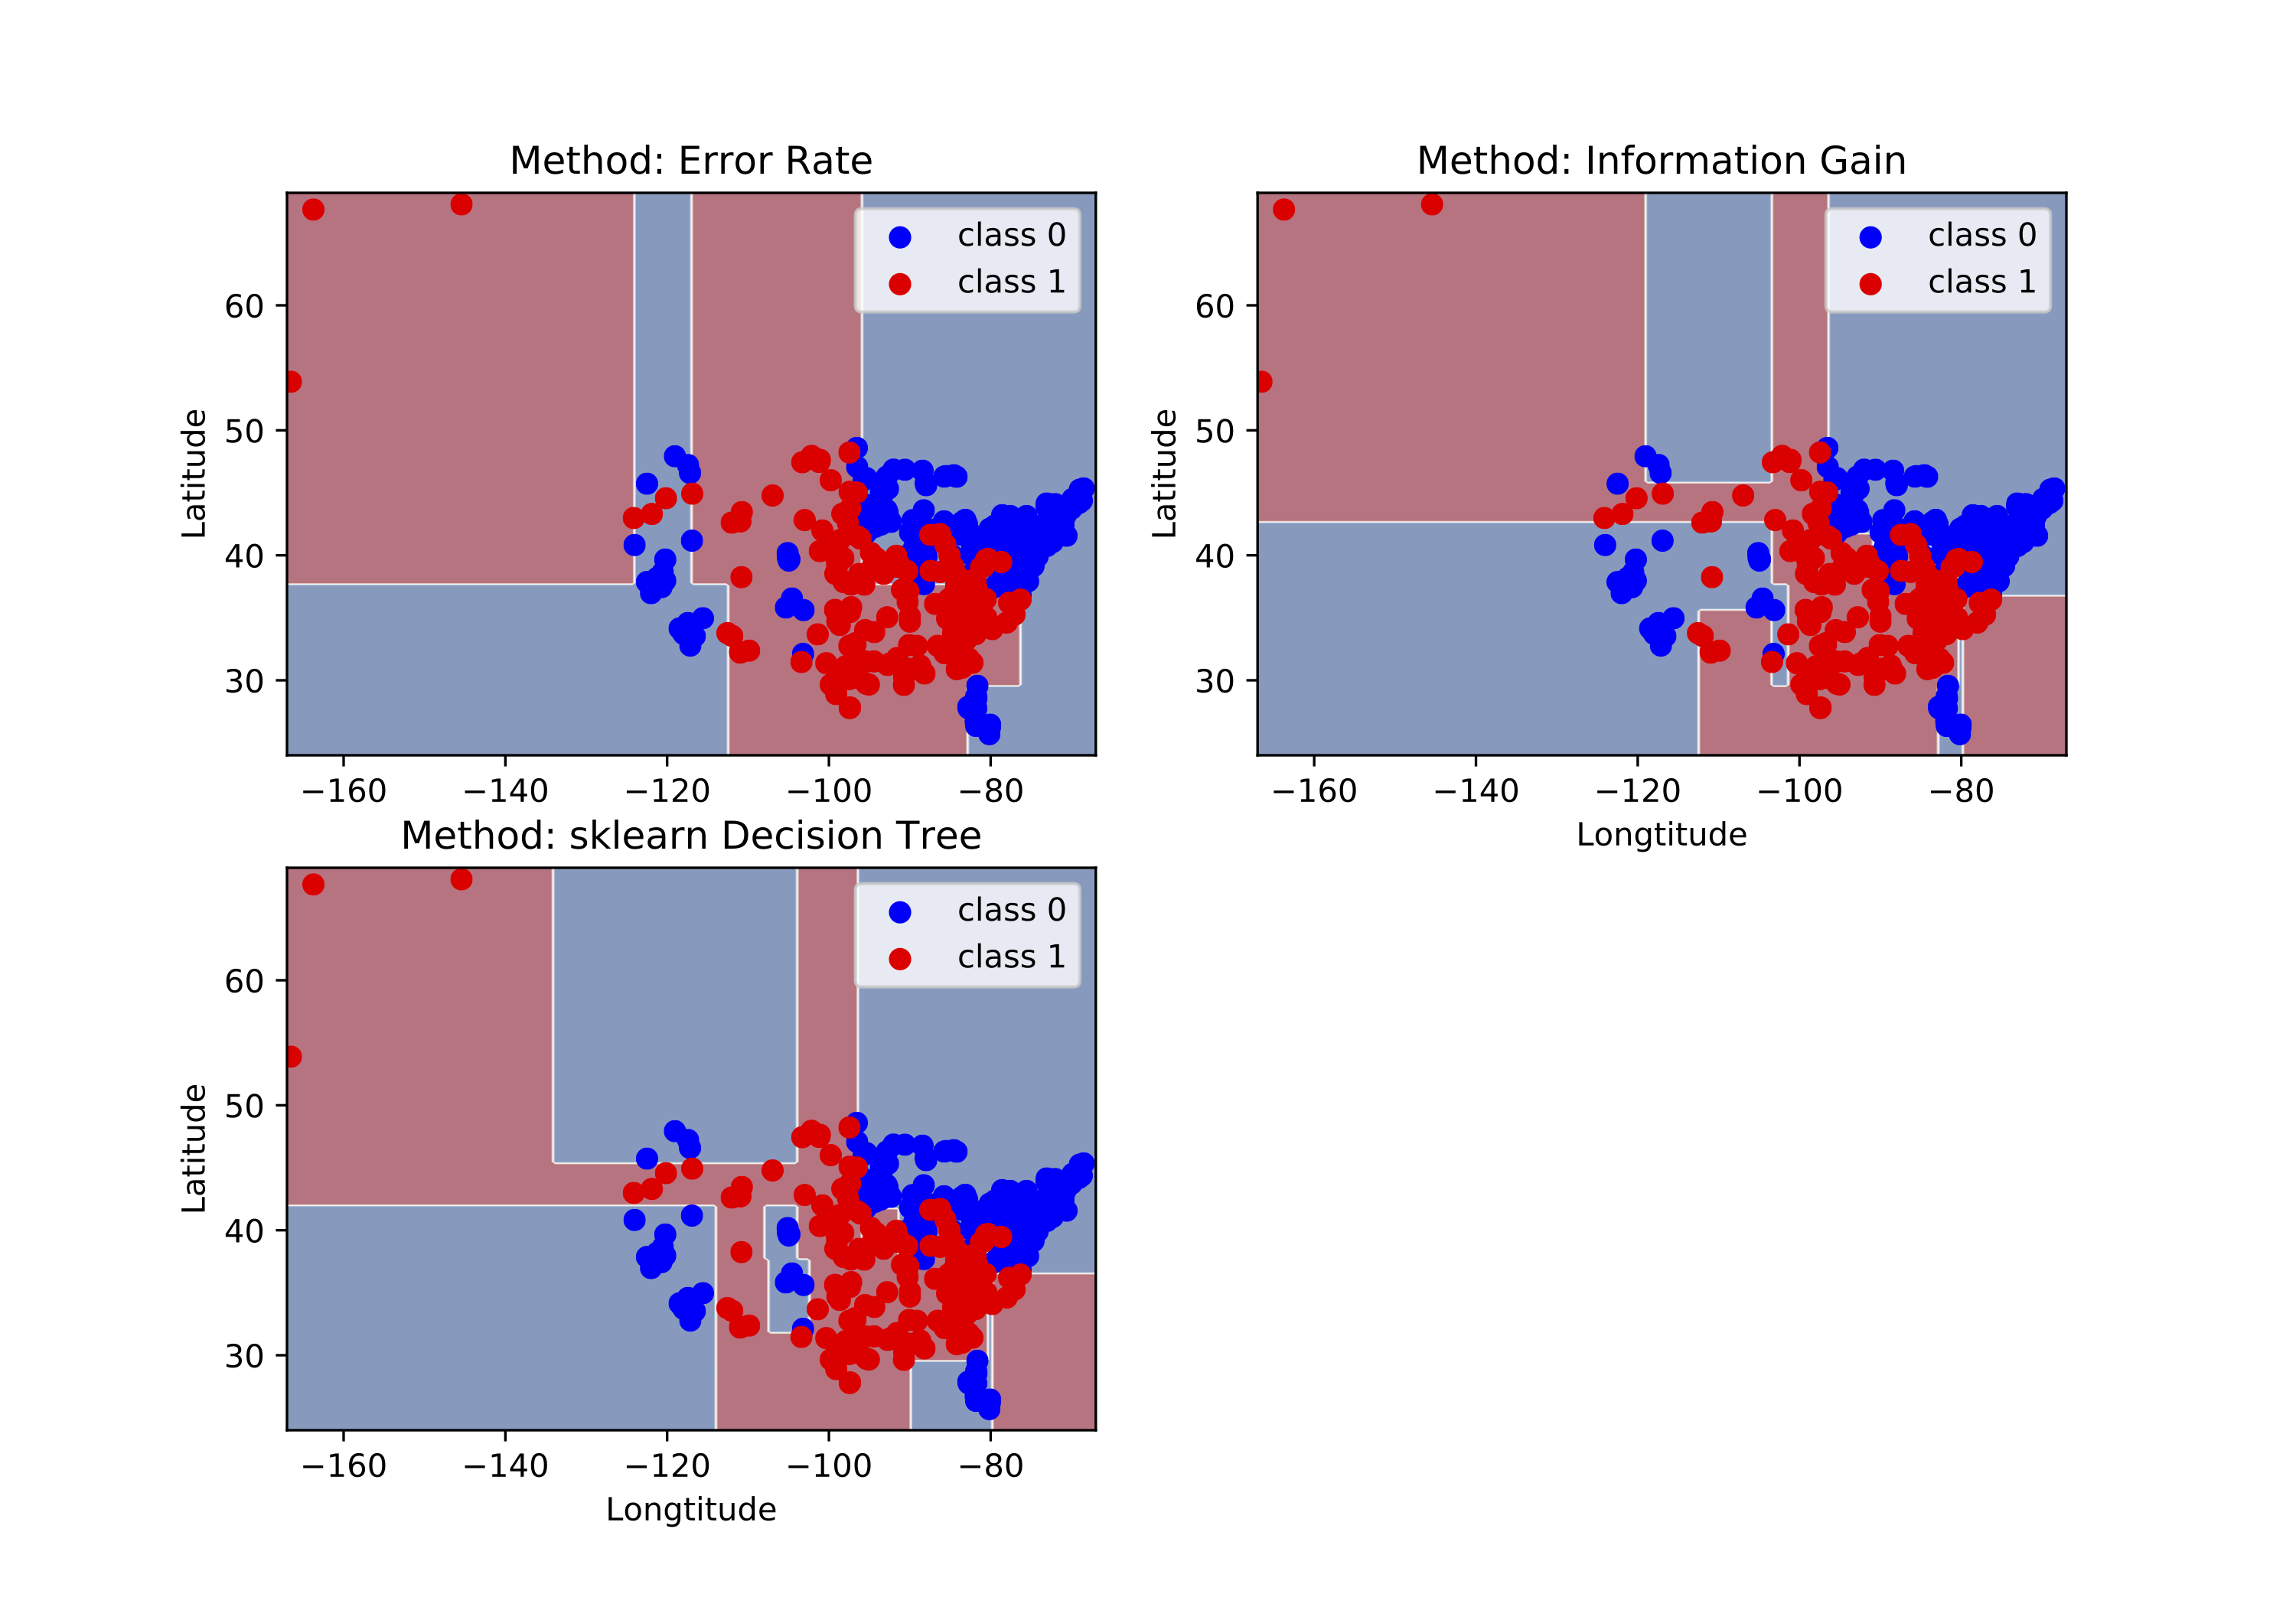 Method: Error Rate
Latitude
60
50
40
30
−160 −140 −120 −100 −80
class 0
class 1
Method: Information Gain
Latitude
60
50
40
30
−160 −140 −120 −100 −80
Longtitude
class 0
class 1
Method: sklearn Decision Tree
Latitude
60
50
40
30
−160 −140 −120 −100 −80
Longtitude
class 0
class 1